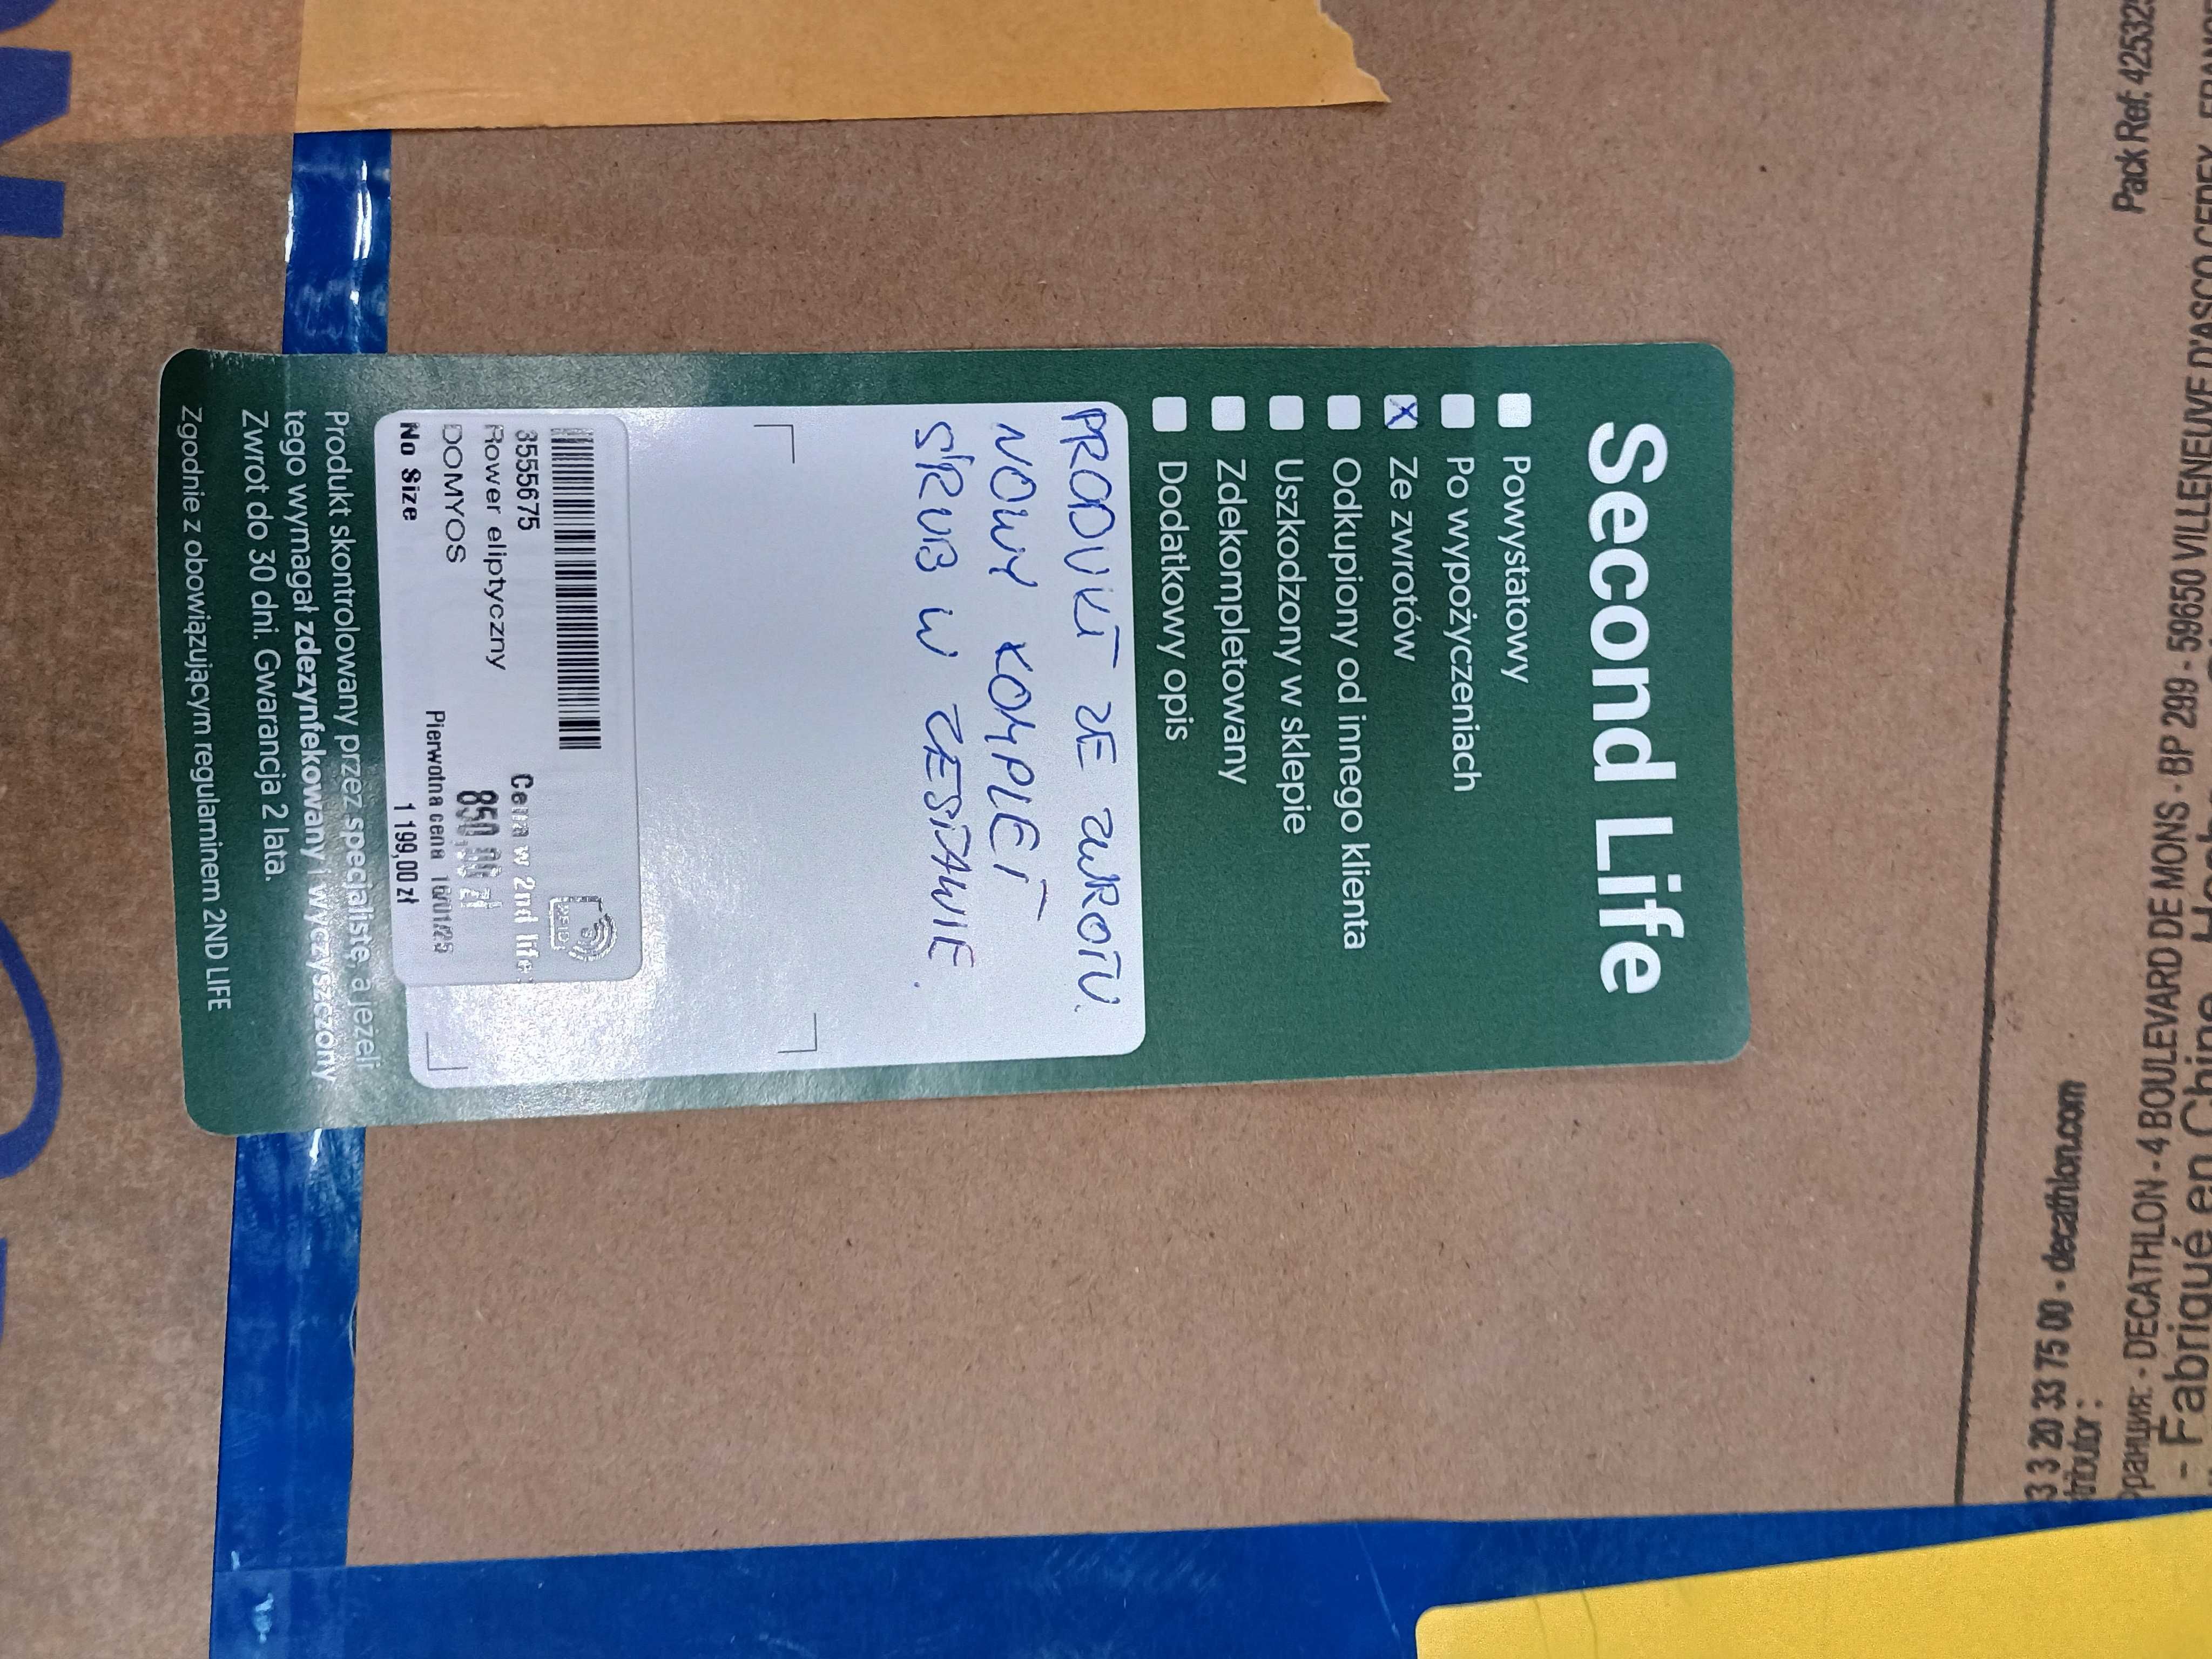 Second Life
Powystatowy
Po wypożyczeniach
X Ze zwrotów
Odkupiony od innego klienta
Uszkodzony w sklepie
Zdekompletowany
Dodatkowy opis
PRODUKT ZE ZWROTU.
NOWY KOMPLET
ŚRUB W ZESTAWIE.
3555675
Rower eliptyczny
DOMYOS
No Size
Cena w 2nd life:
850,00 zł
Pierwotna cena
1 199,00 zł
Produkt skontrolowany przez specjalistę, a jeżeli
tego wymagał zdezynfekowany i wyczyszczony
Zwrot do 30 dni. Gwarancja 2 lata.
Zgodnie z obowiązującym regulaminem 2ND LIFE
Pack Ref: 425325
3 3 20 33 75 00 - decathlon.com
- DECATHLON - 4 BOULEVARD DE MONS - BP 299 - 59650 VILLENEUVE D'ASCQ CEDEX
- Fabriqué en Chine